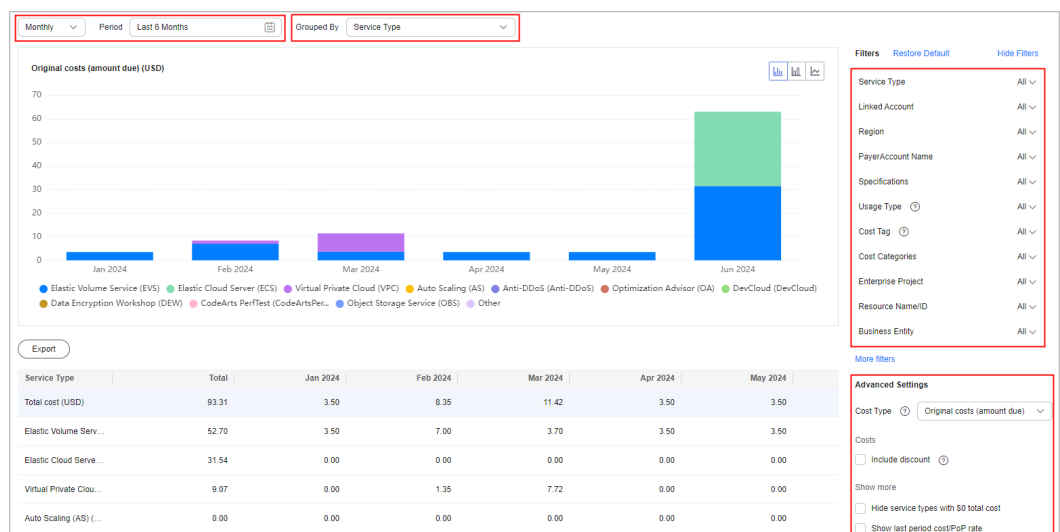 Monthly Period Last 6 Months Grouped By Service Type
Filters Restore Default Hide Filters
Original costs (amount due) (USD)
70
60
50
40
30
20
10
0
Jan 2024 Feb 2024 Mar 2024 Apr 2024 May 2024 Jun 2024
Elastic Volume Service (EVS) Elastic Cloud Server (ECS) Virtual Private Cloud (VPC) Auto Scaling (AS) Anti-DDoS (Anti-DDoS) Optimization Advisor (OA) DevCloud (DevCloud)
Data Encryption Workshop (DEW) CodeArts PerfTest (CodeArtsPer... Object Storage Service (OBS) Other
Service Type All
Linked Account All
Region All
PayerAccount Name All
Specifications All
Usage Type ? All
Cost Tag ? All
Cost Categories All
Enterprise Project All
Resource Name/ID All
Business Entity All
More filters
Export
Service Type Total Jan 2024 Feb 2024 Mar 2024 Apr 2024 May 2024
Total cost (USD) 93.31 3.50 8.35 11.42 3.50 3.50
Elastic Volume Serv... 52.70 3.50 7.00 3.70 3.50 3.50
Elastic Cloud Serve... 31.54 0.00 0.00 0.00 0.00 0.00
Virtual Private Clou... 9.07 0.00 1.35 7.72 0.00 0.00
Auto Scaling (AS) (... 0.00 0.00 0.00 0.00 0.00 0.00
Advanced Settings
Cost Type ? Original costs (amount due)
Costs
Include discount ?
Show more
Hide service types with $0 total cost
Show last period cost/PoP rate